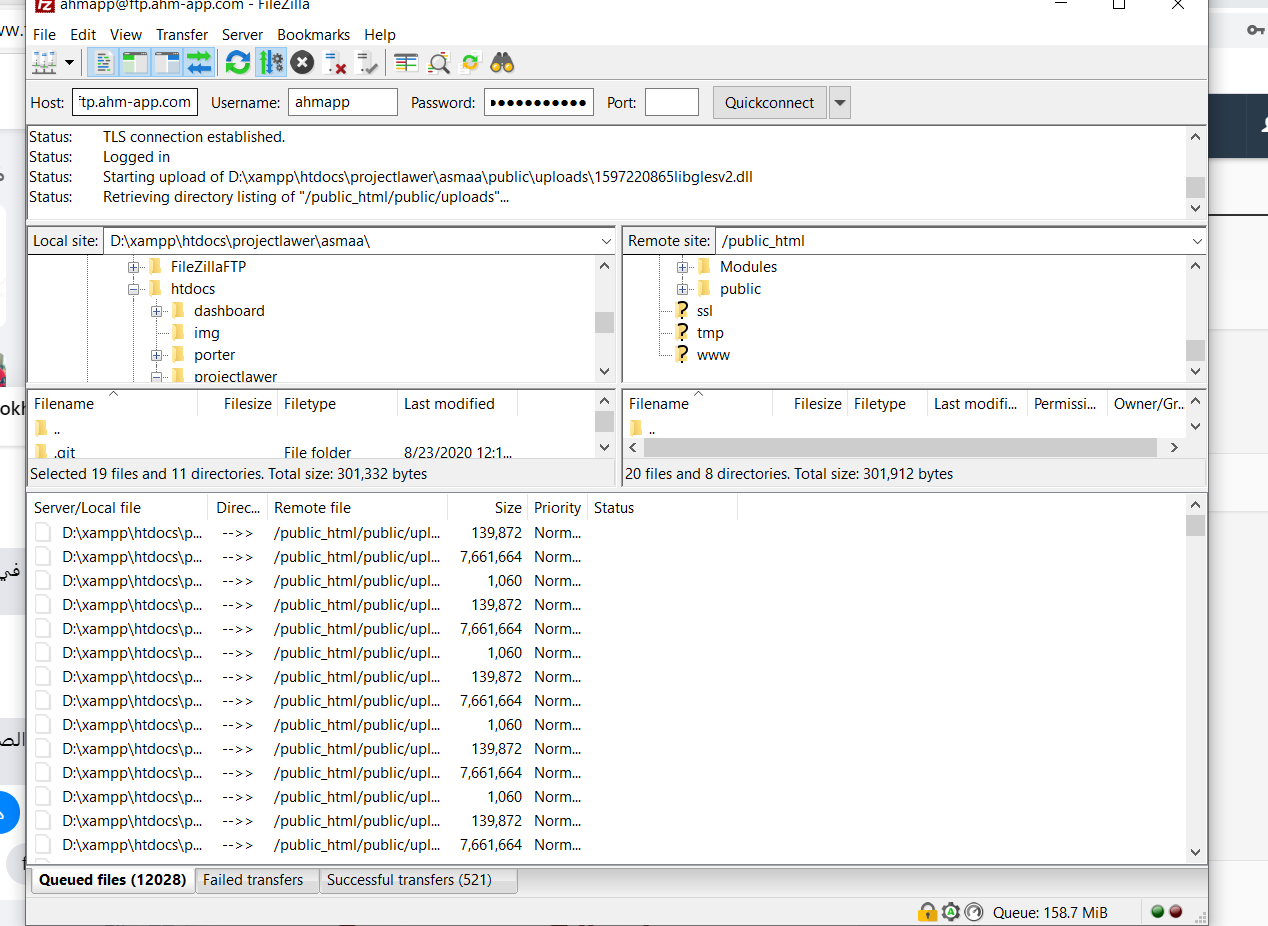 ahmapp@ftp.ahm-app.com - FileZilla
File Edit View Transfer Server Bookmarks Help
Host: ftp.ahm-app.com Username: ahmapp Password: ●●●●●●●●●●● Port: Quickconnect
Status: TLS connection established.
Status: Logged in
Status: Starting upload of D:\xampp\htdocs\projectlawer\asmaa\public\uploads\1597220865libglesv2.dll
Status: Retrieving directory listing of "/public_html/public/uploads"...
Local site: D:\xampp\htdocs\projectlawer\asmaa\
FileZillaFTP
htdocs
dashboard
img
porter
projectlawer
Remote site: /public_html
Modules
public
? ssl
? tmp
? www
Filename Filesize Filetype Last modified
..
.git File folder 8/23/2020 12:1...
Selected 19 files and 11 directories. Total size: 301,332 bytes
Filename Filesize Filetype Last modifi... Permissi... Owner/Gr...
..
20 files and 8 directories. Total size: 301,912 bytes
Server/Local file Direc... Remote file Size Priority Status
D:\xampp\htdocs\p... -->> /public_html/public/upl... 139,872 Norm...
D:\xampp\htdocs\p... -->> /public_html/public/upl... 7,661,664 Norm...
D:\xampp\htdocs\p... -->> /public_html/public/upl... 1,060 Norm...
D:\xampp\htdocs\p... -->> /public_html/public/upl... 139,872 Norm...
D:\xampp\htdocs\p... -->> /public_html/public/upl... 7,661,664 Norm...
D:\xampp\htdocs\p... -->> /public_html/public/upl... 1,060 Norm...
D:\xampp\htdocs\p... -->> /public_html/public/upl... 139,872 Norm...
D:\xampp\htdocs\p... -->> /public_html/public/upl... 7,661,664 Norm...
D:\xampp\htdocs\p... -->> /public_html/public/upl... 1,060 Norm...
D:\xampp\htdocs\p... -->> /public_html/public/upl... 139,872 Norm...
D:\xampp\htdocs\p... -->> /public_html/public/upl... 7,661,664 Norm...
D:\xampp\htdocs\p... -->> /public_html/public/upl... 1,060 Norm...
D:\xampp\htdocs\p... -->> /public_html/public/upl... 139,872 Norm...
D:\xampp\htdocs\p... -->> /public_html/public/upl... 7,661,664 Norm...
Queued files (12028) Failed transfers Successful transfers (521)
Queue: 158.7 MiB
في